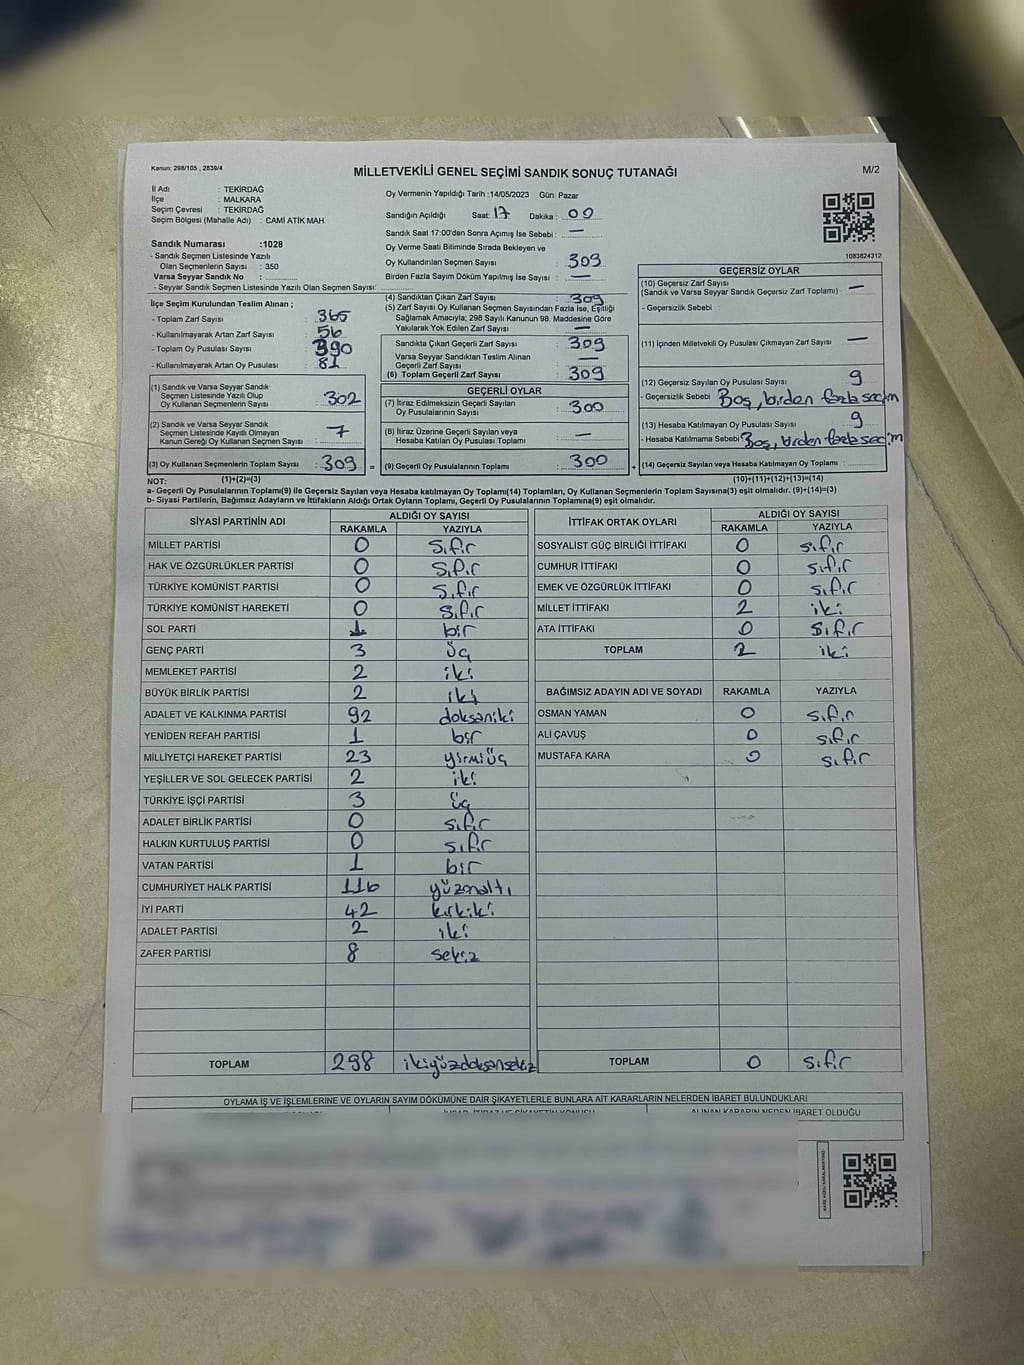 Kanun: 298/105 , 2839/4
MİLLETVEKİLİ GENEL SEÇİMİ SANDIK SONUÇ TUTANAĞI
M/2
İl Adı : TEKİRDAĞ
İlçe : MALKARA
Seçim Çevresi : TEKİRDAĞ
Seçim Bölgesi (Mahalle Adı) : CAMİ ATİK MAH.
Sandık Numarası :1028
- Sandık Seçmen Listesinde Yazılı
Olan Seçmenlerin Sayısı : 350
Varsa Seyyar Sandık No :
- Seyyar Sandık Seçmen Listesinde Yazılı Olan Seçmen Sayısı:
Oy Vermenin Yapıldığı Tarih :14/05/2023 Gün: Pazar
Sandığın Açıldığı Saat: 17 Dakika : 00
Sandık Saat 17:00'den Sonra Açımış İse Sebebi : —
Oy Verme Saati Bitiminde Sırada Bekleyen ve
Oy Kullandırılan Seçmen Sayısı : 309
Birden Fazla Sayım Döküm Yapılmış İse Sayısı : —
1083824312
İlçe Seçim Kurulundan Teslim Alınan ;
- Toplam Zarf Sayısı : 365
- Kullanılmayarak Artan Zarf Sayısı : 56
- Toplam Oy Pusulası Sayısı : 390
- Kullanılmayarak Artan Oy Pusulası : 81
(1) Sandık ve Varsa Seyyar Sandık
Seçmen Listesinde Yazılı Olup
Oy Kullanan Seçmenlerin Sayısı : 302
(2) Sandık ve Varsa Seyyar Sandık
Seçmen Listesinde Kayıtlı Olmayan
Kanun Gereği Oy Kullanan Seçmen Sayısı : 7
(3) Oy Kullanan Seçmenlerin Toplam Sayısı : 309 =
(4) Sandıktan Çıkan Zarf Sayısı : 309
(5) Zarf Sayısı Oy Kullanan Seçmen Sayısından Fazla İse, Eşitliği
Sağlamak Amacıyla; 298 Sayılı Kanunun 98. Maddesine Göre
Yakılarak Yok Edilen Zarf Sayısı : —
Sandıkta Çıkan Geçerli Zarf Sayısı : 309
Varsa Seyyar Sandıktan Teslim Alınan
Geçerli Zarf Sayısı : —
(6) Toplam Geçerli Zarf Sayısı : 309
GEÇERLİ OYLAR
(7) İtiraz Edilmeksizin Geçerli Sayılan
Oy Pusulalarının Sayısı : 300
(8) İtiraz Üzerine Geçerli Sayılan veya
Hesaba Katılan Oy Pusulası Toplamı : —
(9) Geçerli Oy Pusulalarının Toplamı : 300 +
GEÇERSİZ OYLAR
(10) Geçersiz Zarf Sayısı
(Sandık ve Varsa Seyyar Sandık Geçersiz Zarf Toplamı) : —
- Geçersizlik Sebebi :
(11) İçinden Milletvekili Oy Pusulası Çıkmayan Zarf Sayısı : —
(12) Geçersiz Sayılan Oy Pusulası Sayısı : 9
- Geçersizlik Sebebi : Boş, birden fazla seçim
(13) Hesaba Katılmayan Oy Pusulası Sayısı : 9
- Hesaba Katılmama Sebebi : Boş, birden fazla seçim
(14) Geçersiz Sayılan veya Hesaba Katılmayan Oy Toplamı :
NOT: (1)+(2)=(3) (10)+(11)+(12)+(13)=(14)
a- Geçerli Oy Pusulalarının Toplamı(9) ile Geçersiz Sayılan veya Hesaba katılmayan Oy Toplamı(14) Toplamları, Oy Kullanan Seçmenlerin Toplam Sayısına(3) eşit olmalıdır. (9)+(14)=(3)
b- Siyasi Partilerin, Bağımsız Adayların ve İttifakların Aldığı Ortak Oyların Toplamı, Geçerli Oy Pusulalarının Toplamına(9) eşit olmalıdır.
SİYASİ PARTİNİN ADI ALDIĞI OY SAYISI
RAKAMLA YAZIYLA
MİLLET PARTİSİ 0 sıfır
HAK VE ÖZGÜRLÜKLER PARTİSİ 0 sıfır
TÜRKİYE KOMÜNİST PARTİSİ 0 sıfır
TÜRKİYE KOMÜNİST HAREKETİ 0 sıfır
SOL PARTİ 1 bir
GENÇ PARTİ 3 üç
MEMLEKET PARTİSİ 2 iki
BÜYÜK BİRLİK PARTİSİ 2 iki
ADALET VE KALKINMA PARTİSİ 92 doksaniki
YENİDEN REFAH PARTİSİ 1 bir
MİLLİYETÇİ HAREKET PARTİSİ 23 yirmiüç
YEŞİLLER VE SOL GELECEK PARTİSİ 2 iki
TÜRKİYE İŞÇİ PARTİSİ 3 üç
ADALET BİRLİK PARTİSİ 0 sıfır
HALKIN KURTULUŞ PARTİSİ 0 sıfır
VATAN PARTİSİ 1 bir
CUMHURİYET HALK PARTİSİ 116 yüzonaltı
İYİ PARTİ 42 kırkiki
ADALET PARTİSİ 2 iki
ZAFER PARTİSİ 8 sekiz
TOPLAM 298 ikiyüzdoksansekiz
İTTİFAK ORTAK OYLARI ALDIĞI OY SAYISI
RAKAMLA YAZIYLA
SOSYALİST GÜÇ BİRLİĞİ İTTİFAKI 0 sıfır
CUMHUR İTTİFAKI 0 sıfır
EMEK VE ÖZGÜRLÜK İTTİFAKI 0 sıfır
MİLLET İTTİFAKI 2 iki
ATA İTTİFAKI 0 sıfır
TOPLAM 2 iki
BAĞIMSIZ ADAYIN ADI VE SOYADI RAKAMLA YAZIYLA
OSMAN YAMAN 0 sıfır
ALİ ÇAVUŞ 0 sıfır
MUSTAFA KARA 0 sıfır
TOPLAM 0 sıfır
OYLAMA İŞ VE İŞLEMLERİNE VE OYLARIN SAYIM DÖKÜMÜNE DAİR ŞİKAYETLERLE BUNLARA AİT KARARLARIN NELERDEN İBARET BULUNDUKLARI
ALINAN KARARIN NEDEN İBARET OLDUĞU